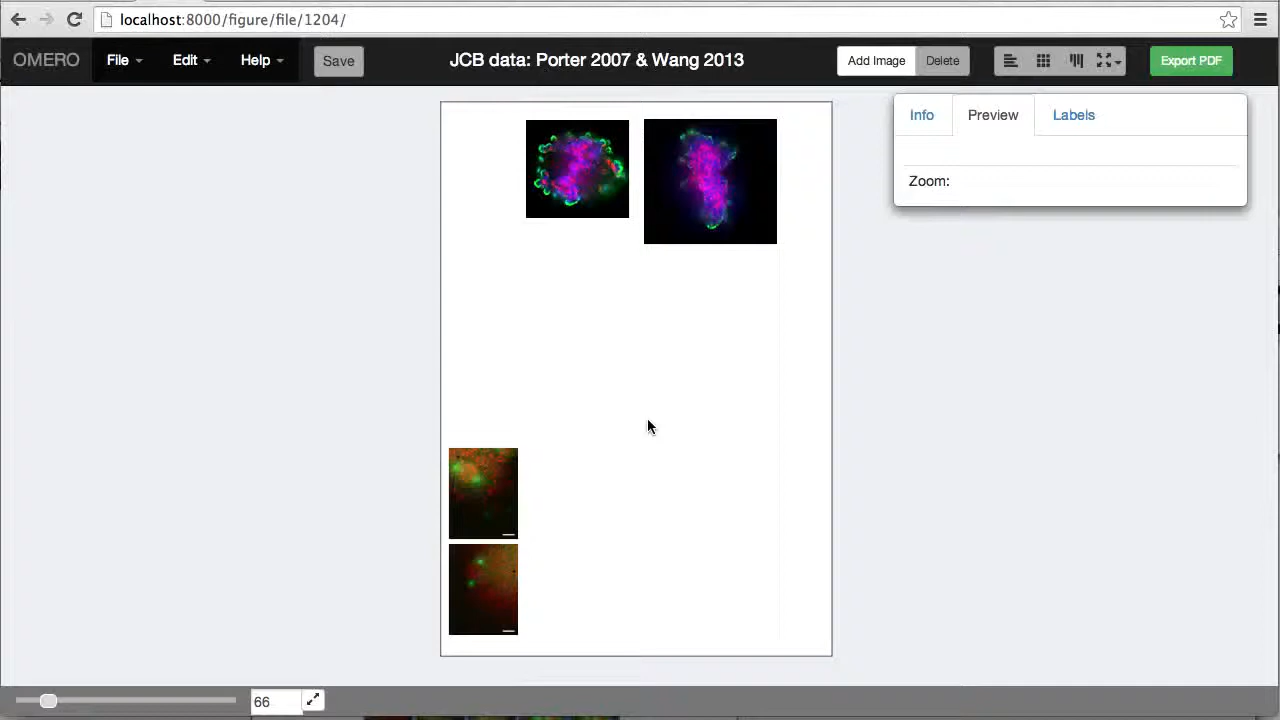 localhost:8000/figure/file/1204/
OMERO File Edit Help Save JCB data: Porter 2007 & Wang 2013 Add Image Delete Export PDF
Info Preview Labels
Zoom:
66